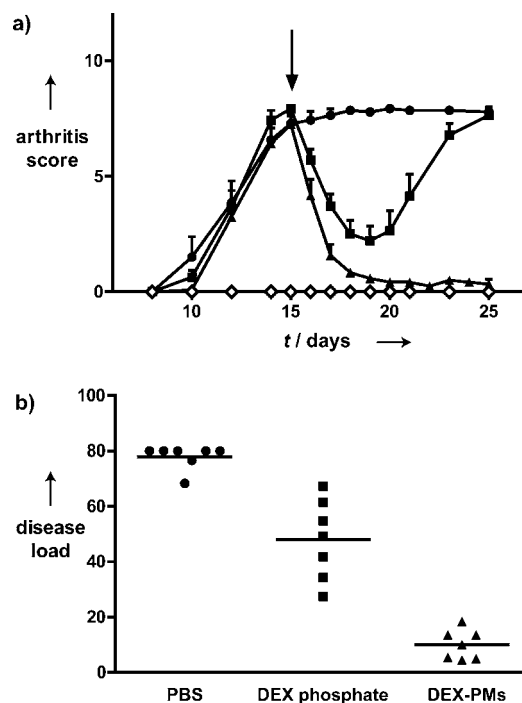 a)
10
5
0
arthritis
score
10 15 20 25
t / days
b)
100
80
60
40
20
0
disease
load
PBS DEX phosphate DEX-PMs